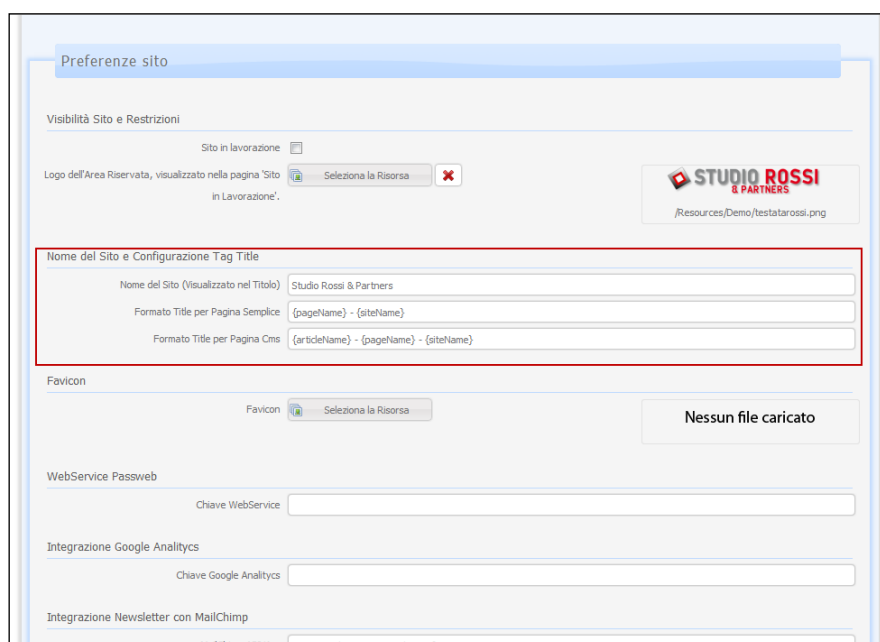 Preferenze sito
Visibilità Sito e Restrizioni
Sito in lavorazione
Logo dell'Area Riservata, visualizzato nella pagina 'Sito
in Lavorazione'.
Seleziona la Risorsa
STUDIO ROSSI
& PARTNERS
/Resources/Demo/testatarossi.png
Nome del Sito e Configurazione Tag Title
Nome del Sito (Visualizzato nel Titolo) Studio Rossi & Partners
Formato Title per Pagina Semplice {pageName} - {siteName}
Formato Title per Pagina Cms {articleName} - {pageName} - {siteName}
Favicon
Favicon Seleziona la Risorsa
Nessun file caricato
WebService Passweb
Chiave WebService
Integrazione Google Analitycs
Chiave Google Analitycs
Integrazione Newsletter con MailChimp